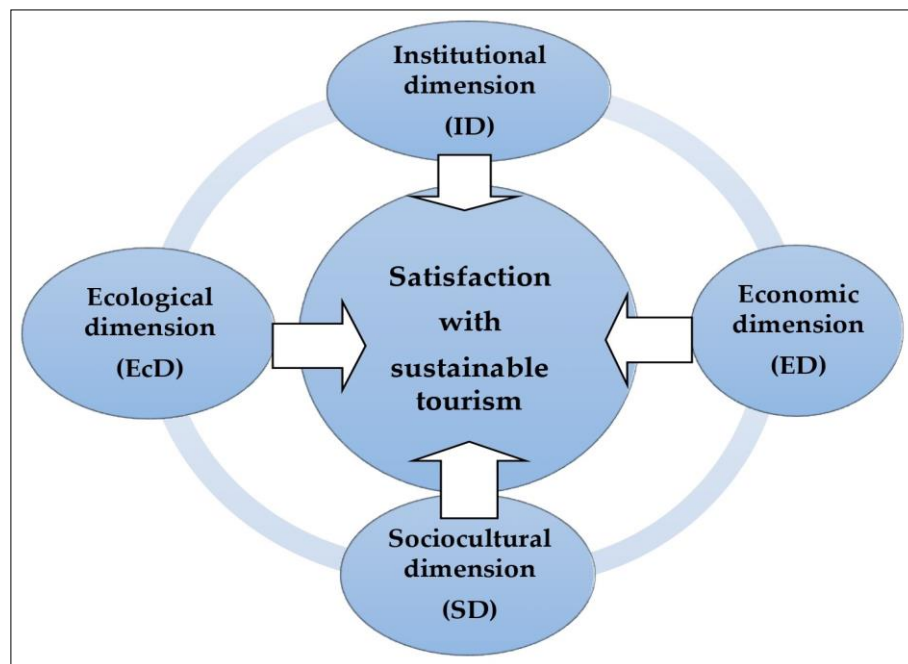 Institutional
dimension
(ID)
Ecological
dimension
(EcD)
Satisfaction
with
sustainable
tourism
Economic
dimension
(ED)
Sociocultural
dimension
(SD)